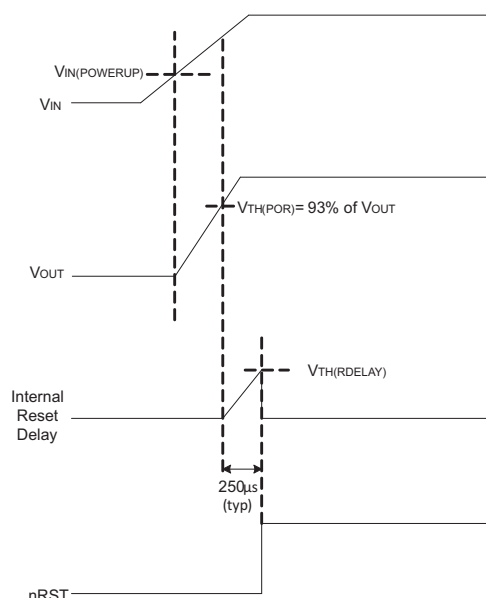 VIN(POWERUP)
VIN
VTH(POR)= 93% of VOUT
VOUT
VTH(RDELAY)
Internal
Reset
Delay
250µs
(typ)
nRST